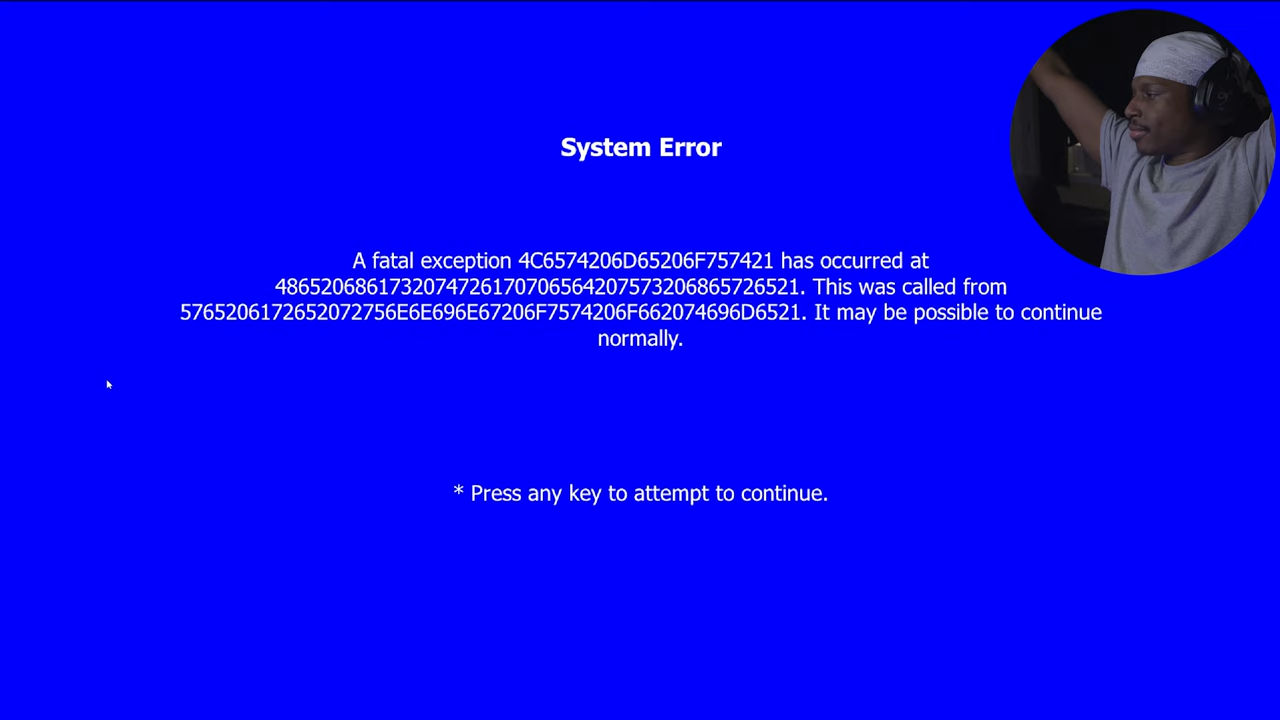 System Error
A fatal exception 4C6574206D65206F757421 has occurred at
4865206861732074726170706564207573206865726521. This was called from
5765206172652072756E6E696E67206F7574206F662074696D6521. It may be possible to continue
normally.
* Press any key to attempt to continue.